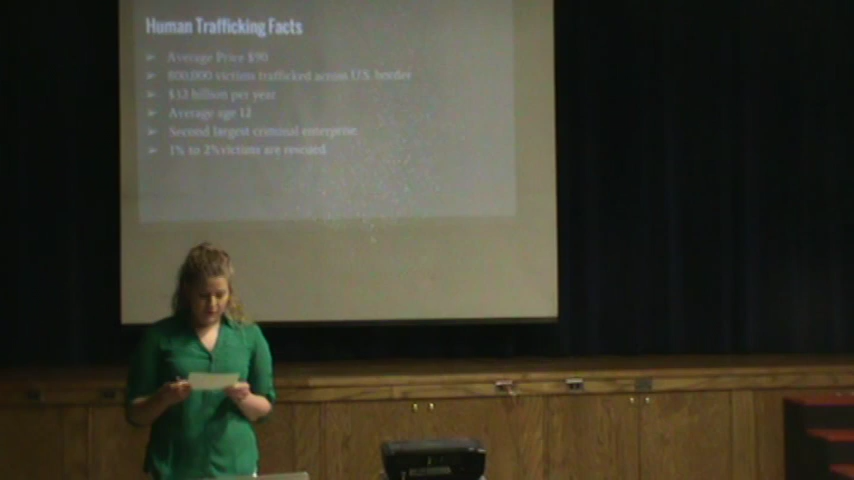 Human Trafficking Facts
➢ Average Price $90
➢ 800,000 victims trafficked across U.S. border
➢ $32 billion per year
➢ Average age 12
➢ Second largest criminal enterprise
➢ 1% to 2%victims are rescued